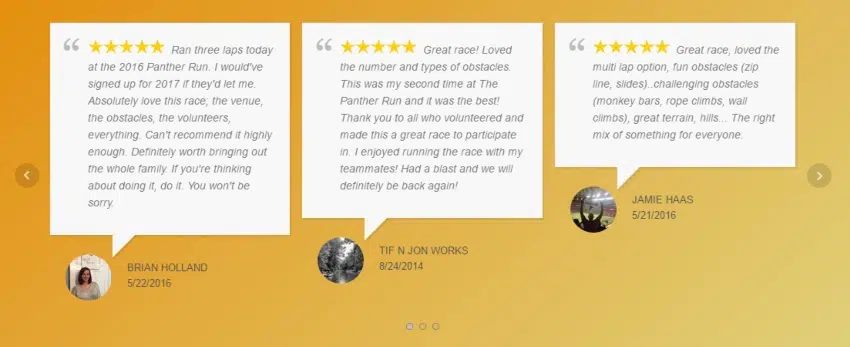 Ran three laps today
at the 2016 Panther Run. I would've
signed up for 2017 if they'd let me.
Absolutely love this race, the venue,
the obstacles, the volunteers,
everything. Can't recommend it highly
enough. Definitely worth bringing out
the whole family. If you're thinking
about doing it, do it. You won't be
sorry.
BRIAN HOLLAND
5/22/2016
Great race! Loved
the number and types of obstacles.
This was my second time at The
Panther Run and it was the best!
Thank you to all who volunteered and
made this a great race to participate
in. I enjoyed running the race with my
teammates! Had a blast and we will
definitely be back again!
TIF N JON WORKS
8/24/2014
Great race, loved the
multi lap option, fun obstacles (zip
line, slides)..challenging obstacles
(monkey bars, rope climbs, wall
climbs), great terrain, hills... The right
mix of something for everyone.
JAMIE HAAS
5/21/2016